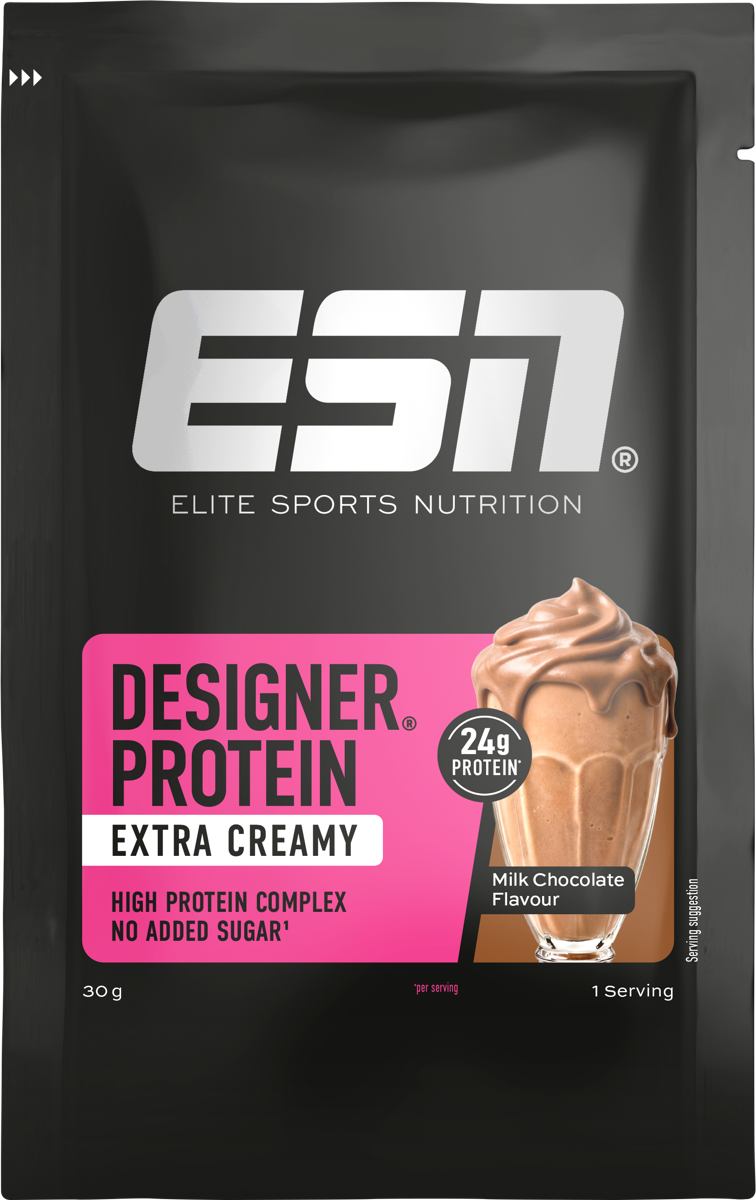 ESN®
ELITE SPORTS NUTRITION
DESIGNER®
PROTEIN
EXTRA CREAMY
HIGH PROTEIN COMPLEX
NO ADDED SUGAR¹
24g
PROTEIN*
Milk Chocolate
Flavour
Serving suggestion
30 g
*per serving
1 Serving